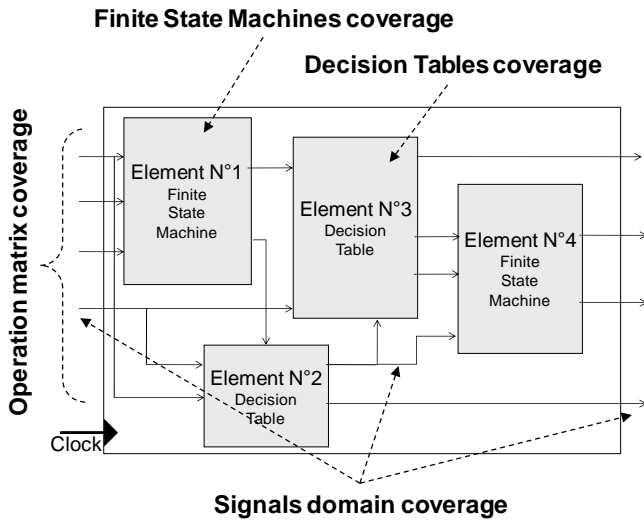 Finite State Machines coverage
Decision Tables coverage
Operation matrix coverage
Element N°1
Finite
State
Machine
Element N°3
Decision
Table
Element N°4
Finite
State
Machine
Element N°2
Decision
Table
Clock
Signals domain coverage